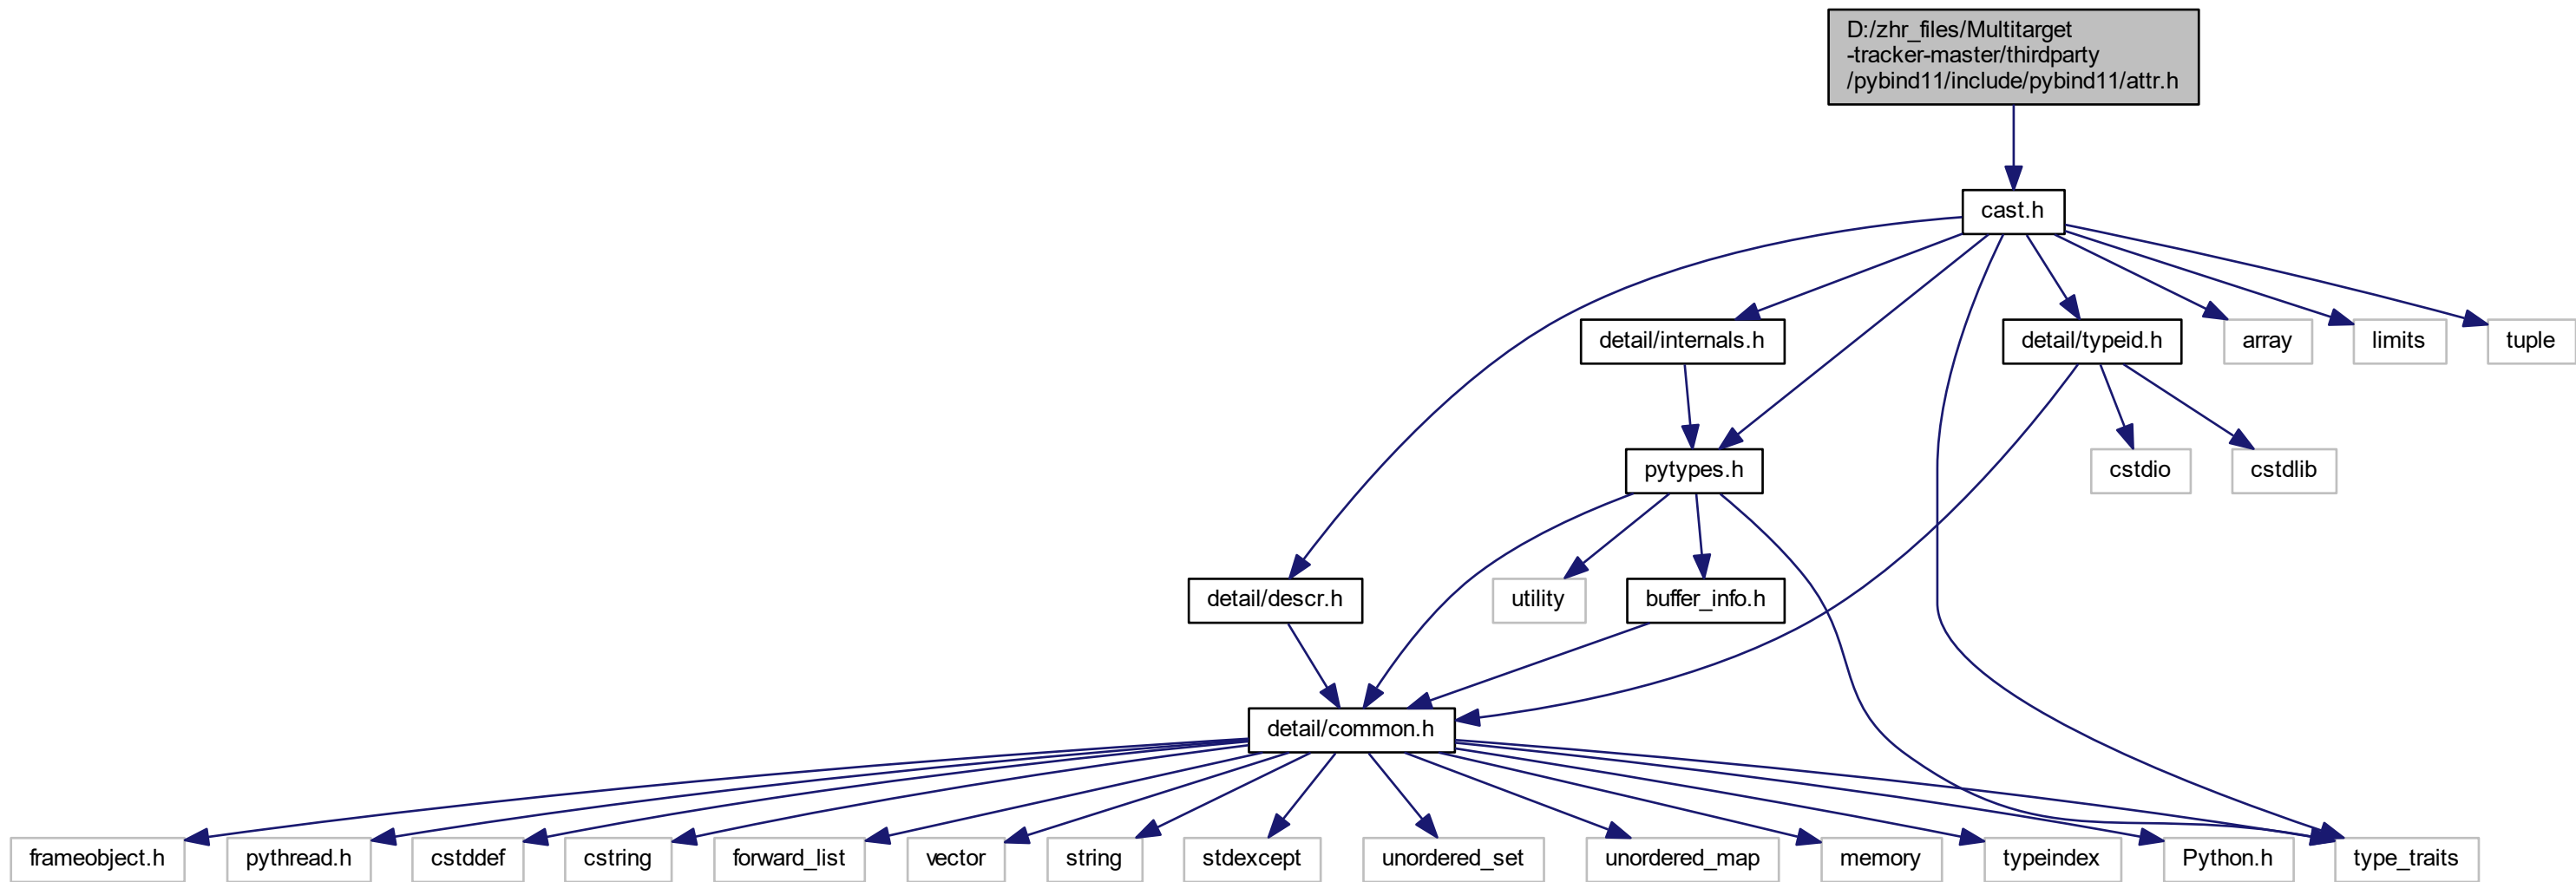 D:/zhr_files/Multitarget
-tracker-master/thirdparty
/pybind11/include/pybind11/attr.h
cast.h
detail/internals.h
detail/typeid.h
array
limits
tuple
pytypes.h
cstdio
cstdlib
detail/descr.h
utility
buffer_info.h
detail/common.h
frameobject.h
pythread.h
cstddef
cstring
forward_list
vector
string
stdexcept
unordered_set
unordered_map
memory
typeindex
Python.h
type_traits